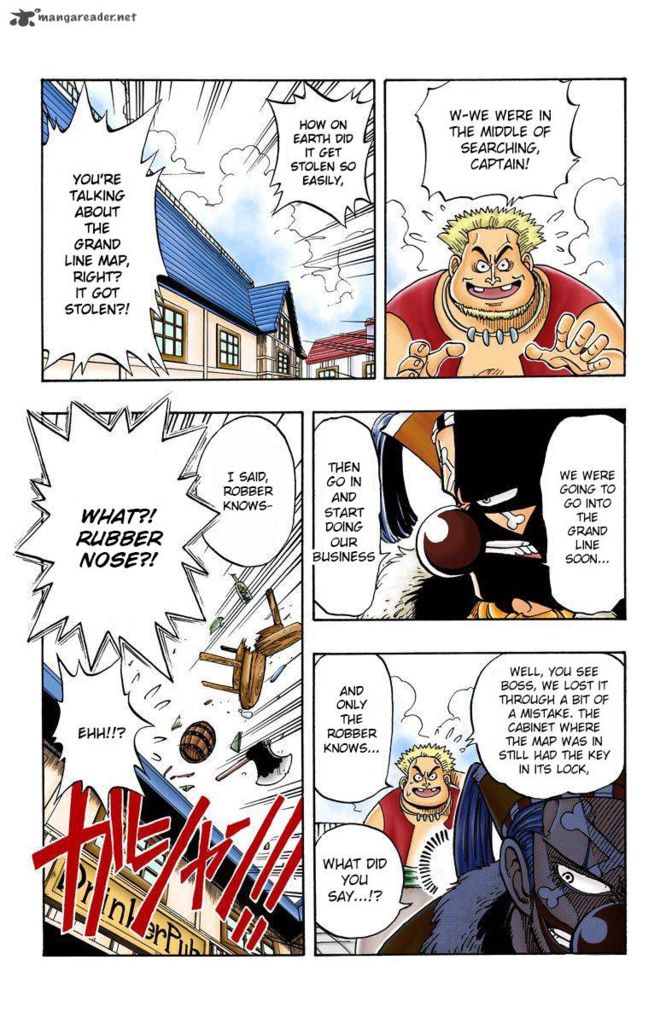 mangareader.net
W-WE WERE IN
THE MIDDLE OF
SEARCHING,
CAPTAIN!
HOW ON
EARTH DID
IT GET
STOLEN SO
EASILY,
YOU'RE
TALKING
ABOUT
THE
GRAND
LINE MAP,
RIGHT?
IT GOT
STOLEN?!
WE WERE
GOING TO
GO INTO
THE
GRAND
LINE
SOON...
THEN
GO IN
AND
START
DOING
OUR
BUSINESS
WELL, YOU SEE
BOSS, WE LOST IT
THROUGH A BIT OF
A MISTAKE. THE
CABINET WHERE
THE MAP WAS IN
STILL HAD THE KEY
IN ITS LOCK,
AND
ONLY
THE
ROBBER
KNOWS...
WHAT DID
YOU
SAY...!?
I SAID,
ROBBER
KNOWS-
WHAT?!
RUBBER
NOSE?!
EHH!!?
ガシャァ!!!
Drinker Pub